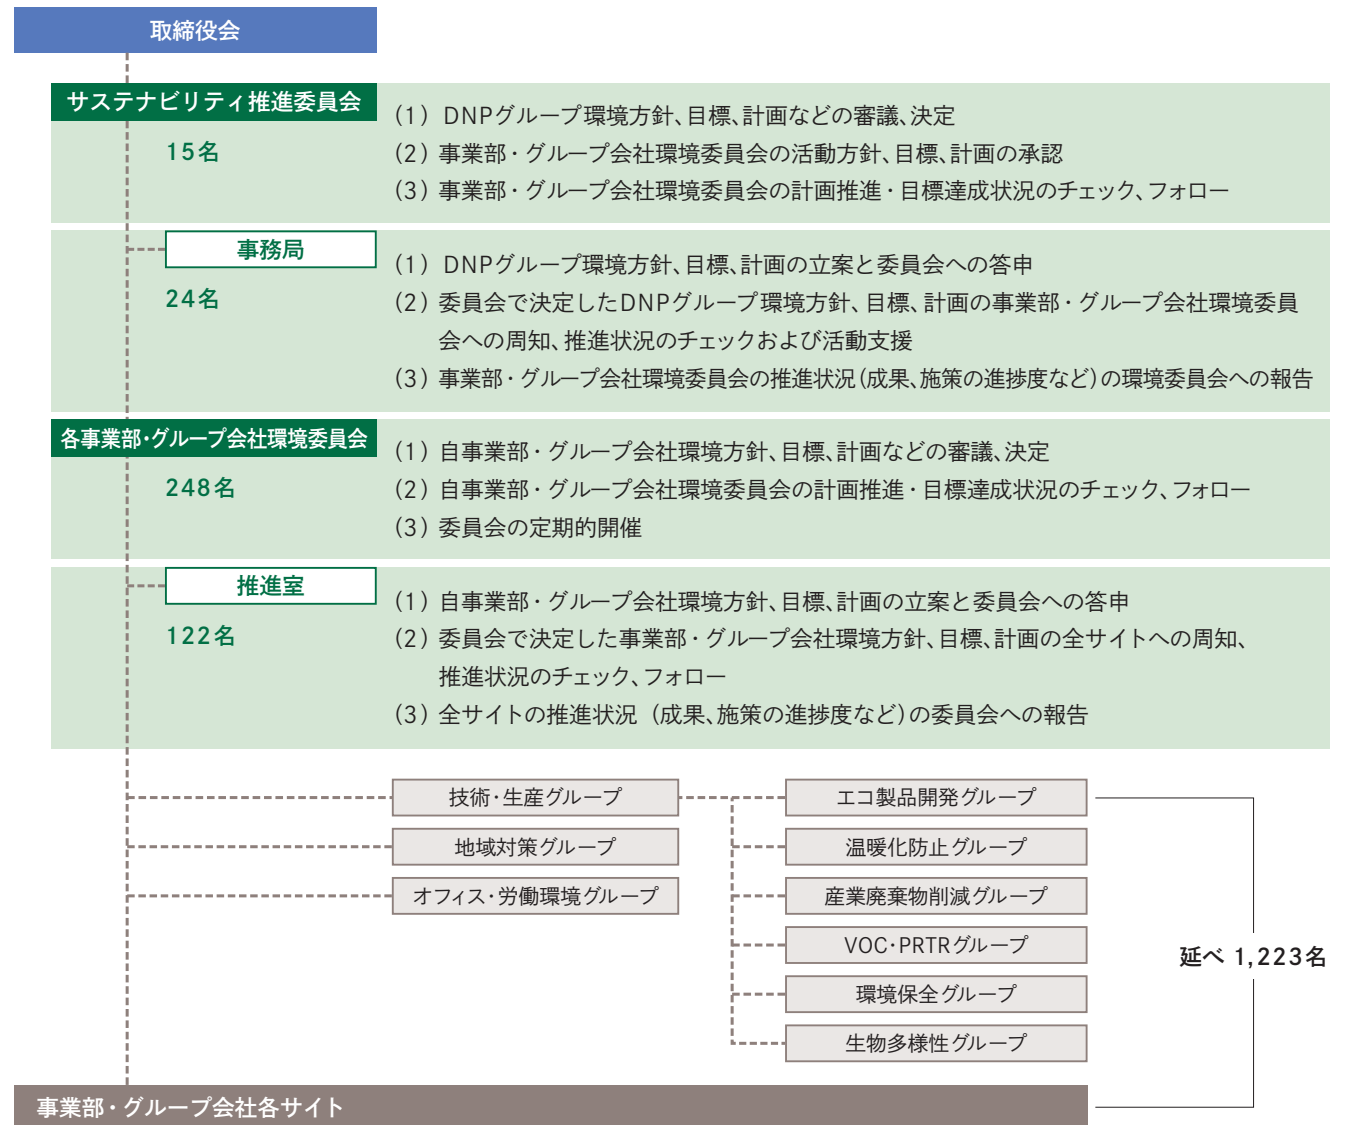 取締役会
サステナビリティ推進委員会
15名
(1) DNPグループ環境方針、目標、計画などの審議、決定
(2) 事業部・グループ会社環境委員会の活動方針、目標、計画の承認
(3) 事業部・グループ会社環境委員会の計画推進・目標達成状況のチェック、フォロー
事務局
24名
(1) DNPグループ環境方針、目標、計画の立案と委員会への答申
(2) 委員会で決定したDNPグループ環境方針、目標、計画の事業部・グループ会社環境委員
会への周知、推進状況のチェックおよび活動支援
(3) 事業部・グループ会社環境委員会の推進状況(成果、施策の進捗度など)の環境委員会への報告
各事業部・グループ会社環境委員会
248名
(1) 自事業部・グループ会社環境方針、目標、計画などの審議、決定
(2) 自事業部・グループ会社環境委員会の計画推進・目標達成状況のチェック、フォロー
(3) 委員会の定期的開催
推進室
122名
(1) 自事業部・グループ会社環境方針、目標、計画の立案と委員会への答申
(2) 委員会で決定した事業部・グループ会社環境方針、目標、計画の全サイトへの周知、
推進状況のチェック、フォロー
(3) 全サイトの推進状況 (成果、施策の進捗度など)の委員会への報告
技術・生産グループ
地域対策グループ
オフィス・労働環境グループ
エコ製品開発グループ
温暖化防止グループ
産業廃棄物削減グループ
VOC・PRTRグループ
環境保全グループ
生物多様性グループ
延べ 1,223名
事業部・グループ会社各サイト